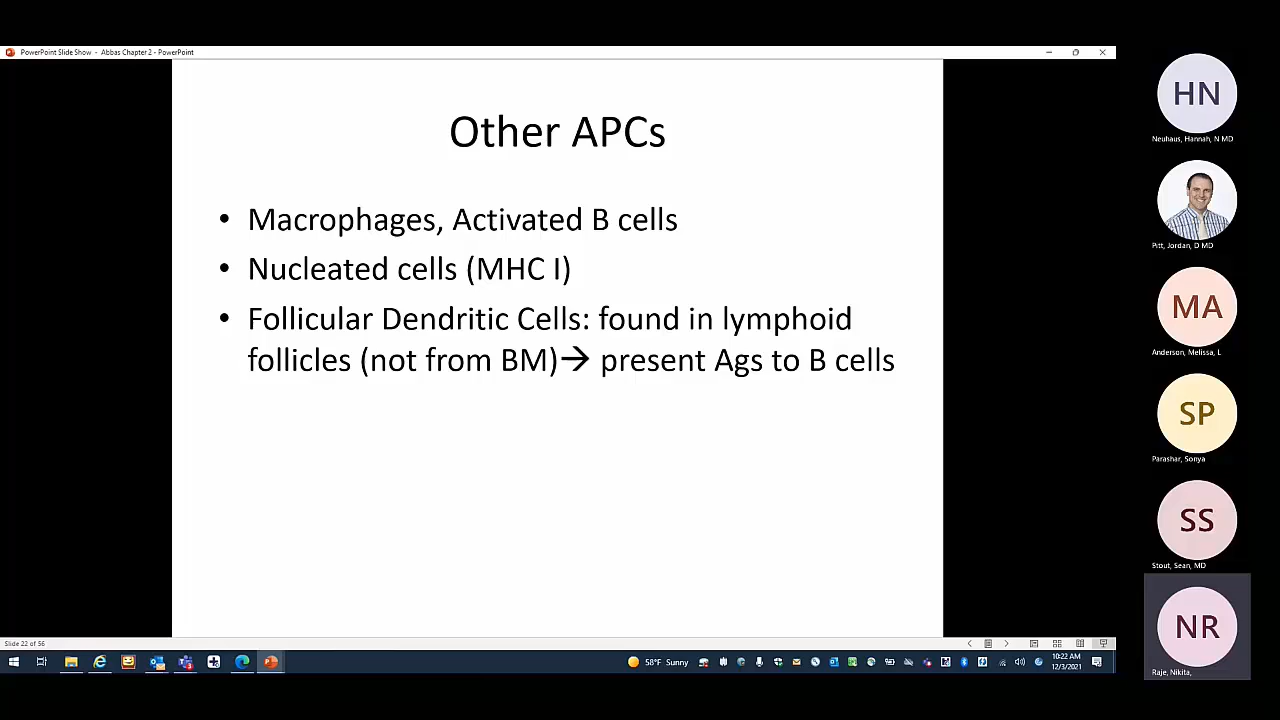 PowerPoint Slide Show - Abbas Chapter 2 - PowerPoint
Other APCs
• Macrophages, Activated B cells
• Nucleated cells (MHC I)
• Follicular Dendritic Cells: found in lymphoid
follicles (not from BM)→ present Ags to B cells
Slide 22 of 56
58°F Sunny
10:22 AM
12/3/2021
HN
Neuhaus, Hannah, N MD
Pitt, Jordan, D MD
MA
Anderson, Melissa, L
SP
Parashar, Sonya
SS
Stout, Sean, MD
NR
Raje, Nikita,